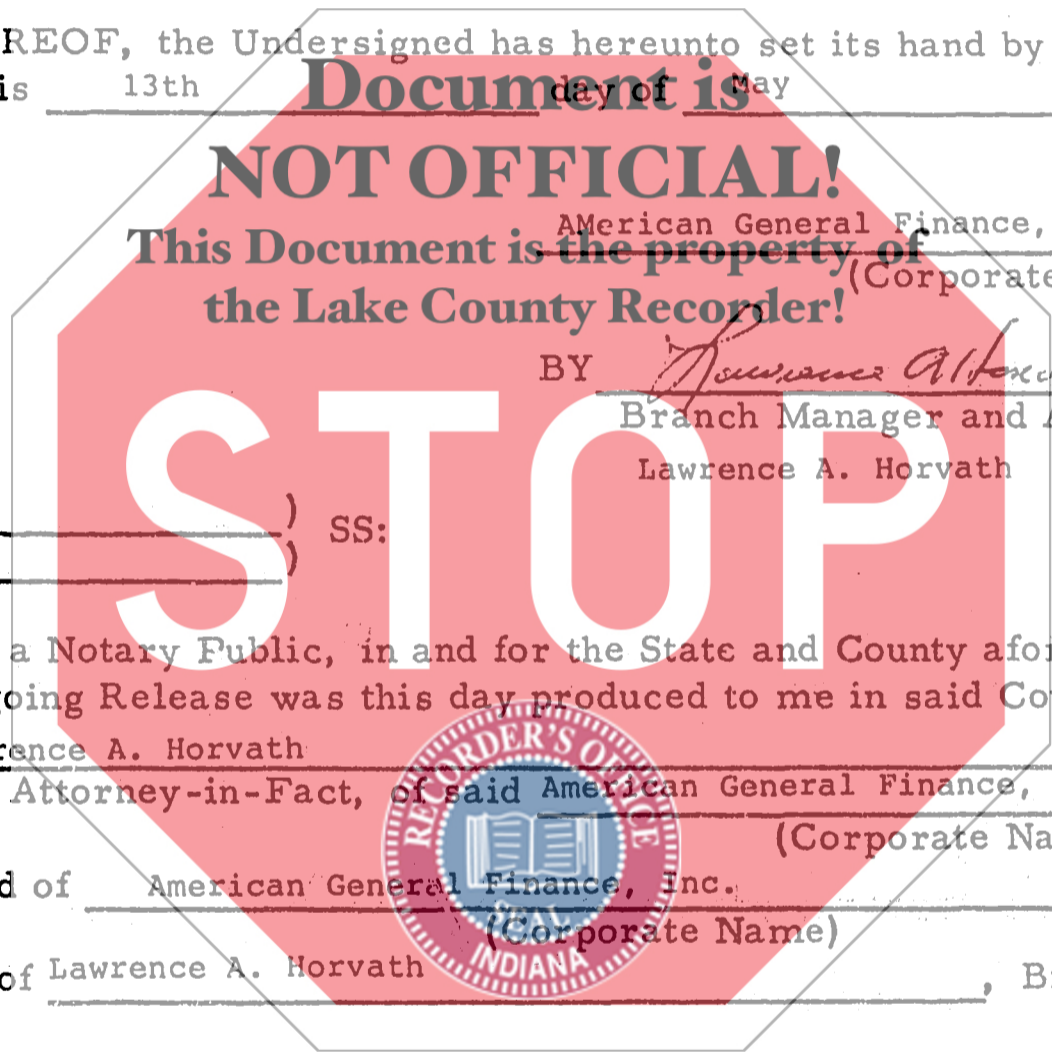 REOF, the Undersigned has hereunto set its hand by
is 13th day of May
Document is
NOT OFFICIAL!
AMerican General Finance,
This Document is the property of
(Corporate
the Lake County Recorder!
BY Lawrence A Hor
Branch Manager and A
Lawrence A. Horvath
STOP
) SS:
)
a Notary Public, in and for the State and County afor
going Release was this day produced to me in said Co
rence A. Horvath
Attorney-in-Fact, of said American General Finance,
(Corporate Na
d of American General Finance, Inc.
(Corporate Name)
of Lawrence A. Horvath , B
RECORDER'S OFFICE
SEAL
INDIANA